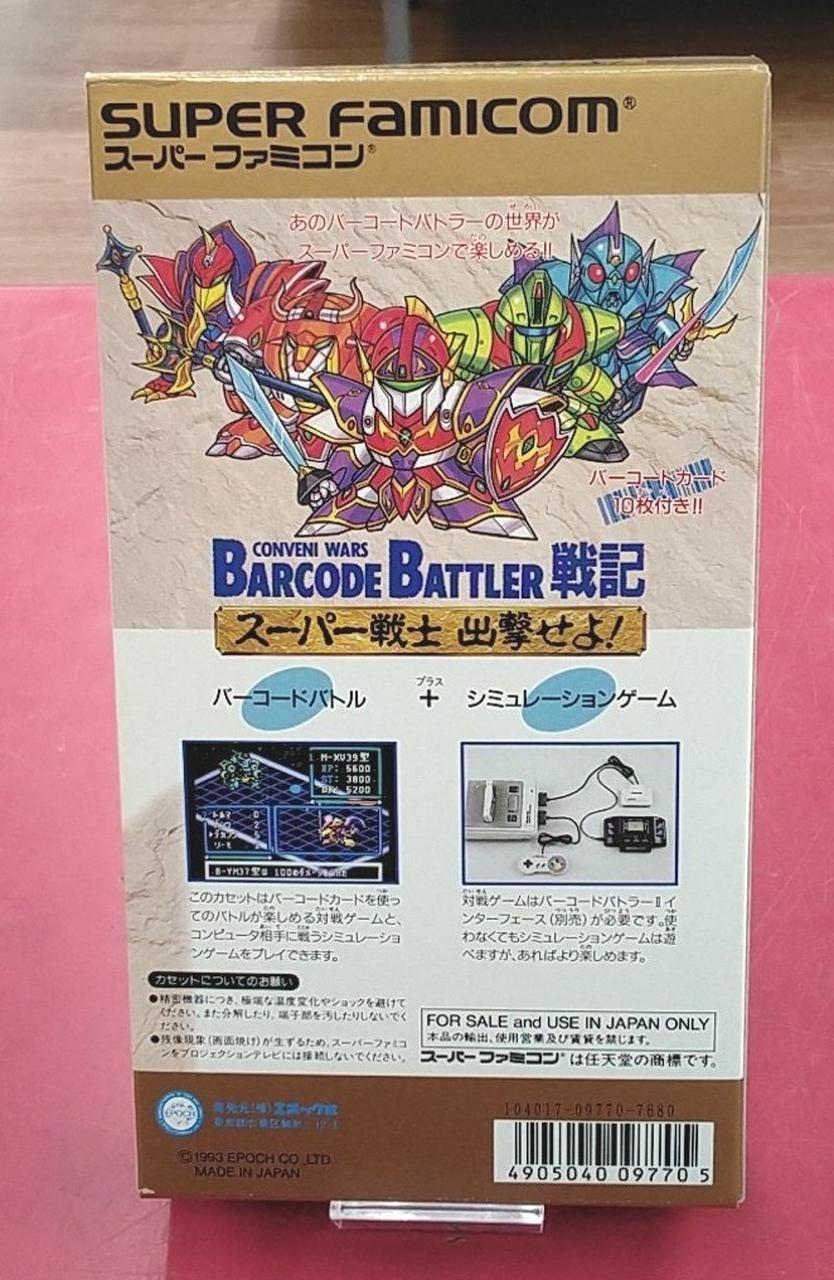 SUPER FAMICOM®
スーパーファミコン®
あのバーコードバトラーの世界が
スーパーファミコンで楽しめる!!
バーコードカード
10枚付き!!
CONVENI WARS
BARCODE BATTLER 戦記
スーパー戦士 出撃せよ!
バーコードバトル
プラス
+
シミュレーションゲーム
M-XV39型
HP: 5600
ST: 3800
5200
このカセットはバーコードカードを使っ
てのバトルが楽しめる対戦ゲームと、
コンピュータ相手に戦うシミュレーショ
ンゲームをプレイできます。
対戦ゲームはバーコードバトラーⅡイ
ンターフェース(別売)が必要です。使
わなくてもシミュレーションゲームは遊
べますが、あればより楽しめます。
カセットについてのお願い
●精密機器につき、極端な温度変化やショックを避けて
ください。また分解したり、端子部を汚したりしないでく
ださい。
●残像現象(画面焼け)が生ずるため、スーパーファミコ
ンをプロジェクションテレビには接続しないでください。
FOR SALE and USE IN JAPAN ONLY
本品の輸出、使用営業及び賃貸を禁じます。
スーパーファミコン®は任天堂の商標です。
EPOCH
発売元(株)エポック社
©1993 EPOCH CO.,LTD.
MADE IN JAPAN
104017-09770-7680
4905040 09770 5